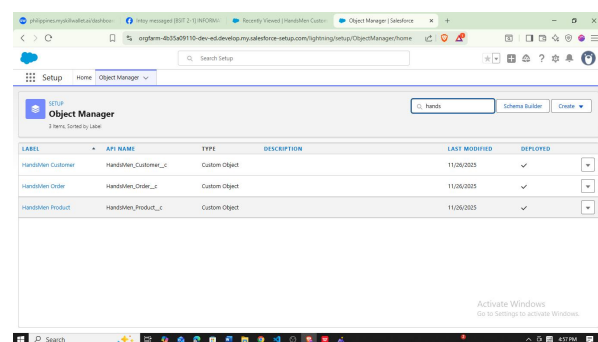 philippines.myskillwallet.ai/dashboar
Intoy messaged [BSIT 2-1] INFORMA
Recently Viewed | HandsMen Custom
Object Manager | Salesforce
orgfarm-4b35a09110-dev-ed.develop.my.salesforce-setup.com/lightning/setup/ObjectManager/home
Search Setup
Setup Home Object Manager
SETUP
Object Manager
3 Items, Sorted by Label
hands
Schema Builder
Create
LABEL API NAME TYPE DESCRIPTION LAST MODIFIED DEPLOYED
HandsMen Customer HandsMen_Customer__c Custom Object 11/26/2025
HandsMen Order HandsMen_Order__c Custom Object 11/26/2025
HandsMen Product HandsMen_Product__c Custom Object 11/26/2025
Activate Windows
Go to Settings to activate Windows.
Search
4:57 PM